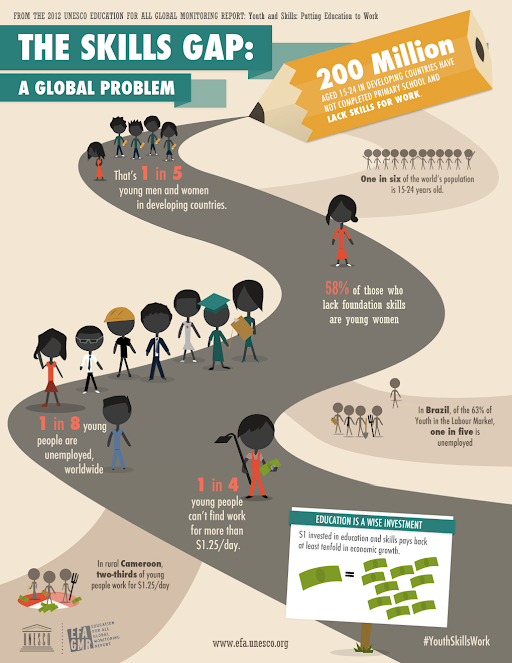 FROM THE 2012 UNESCO EDUCATION FOR ALL GLOBAL MONITORING REPORT: Youth and Skills: Putting Education to Work
THE SKILLS GAP:
A GLOBAL PROBLEM
200 Million
AGED 15-24 IN DEVELOPING COUNTRIES HAVE
NOT COMPLETED PRIMARY SCHOOL AND
LACK SKILLS FOR WORK.
That's 1 in 5
young men and women
in developing countries.
One in six of the world's population
is 15-24 years old.
58% of those who
lack foundation skills
are young women
1 in 8 young
people are
unemployed,
worldwide
In Brazil, of the 63% of
Youth in the Labour Market,
one in five is
unemployed
1 in 4
young people
can't find work
for more than
$1.25/day.
EDUCATION IS A WISE INVESTMENT
$1 invested in education and skills pays back
at least tenfold in economic growth.
=
In rural Cameroon,
two-thirds of young
people work for $1.25/day
UNESCO
EFA
GMR
EDUCATION
FOR ALL
GLOBAL
MONITORING
REPORT
www.efa.unesco.org
#YouthSkillsWork